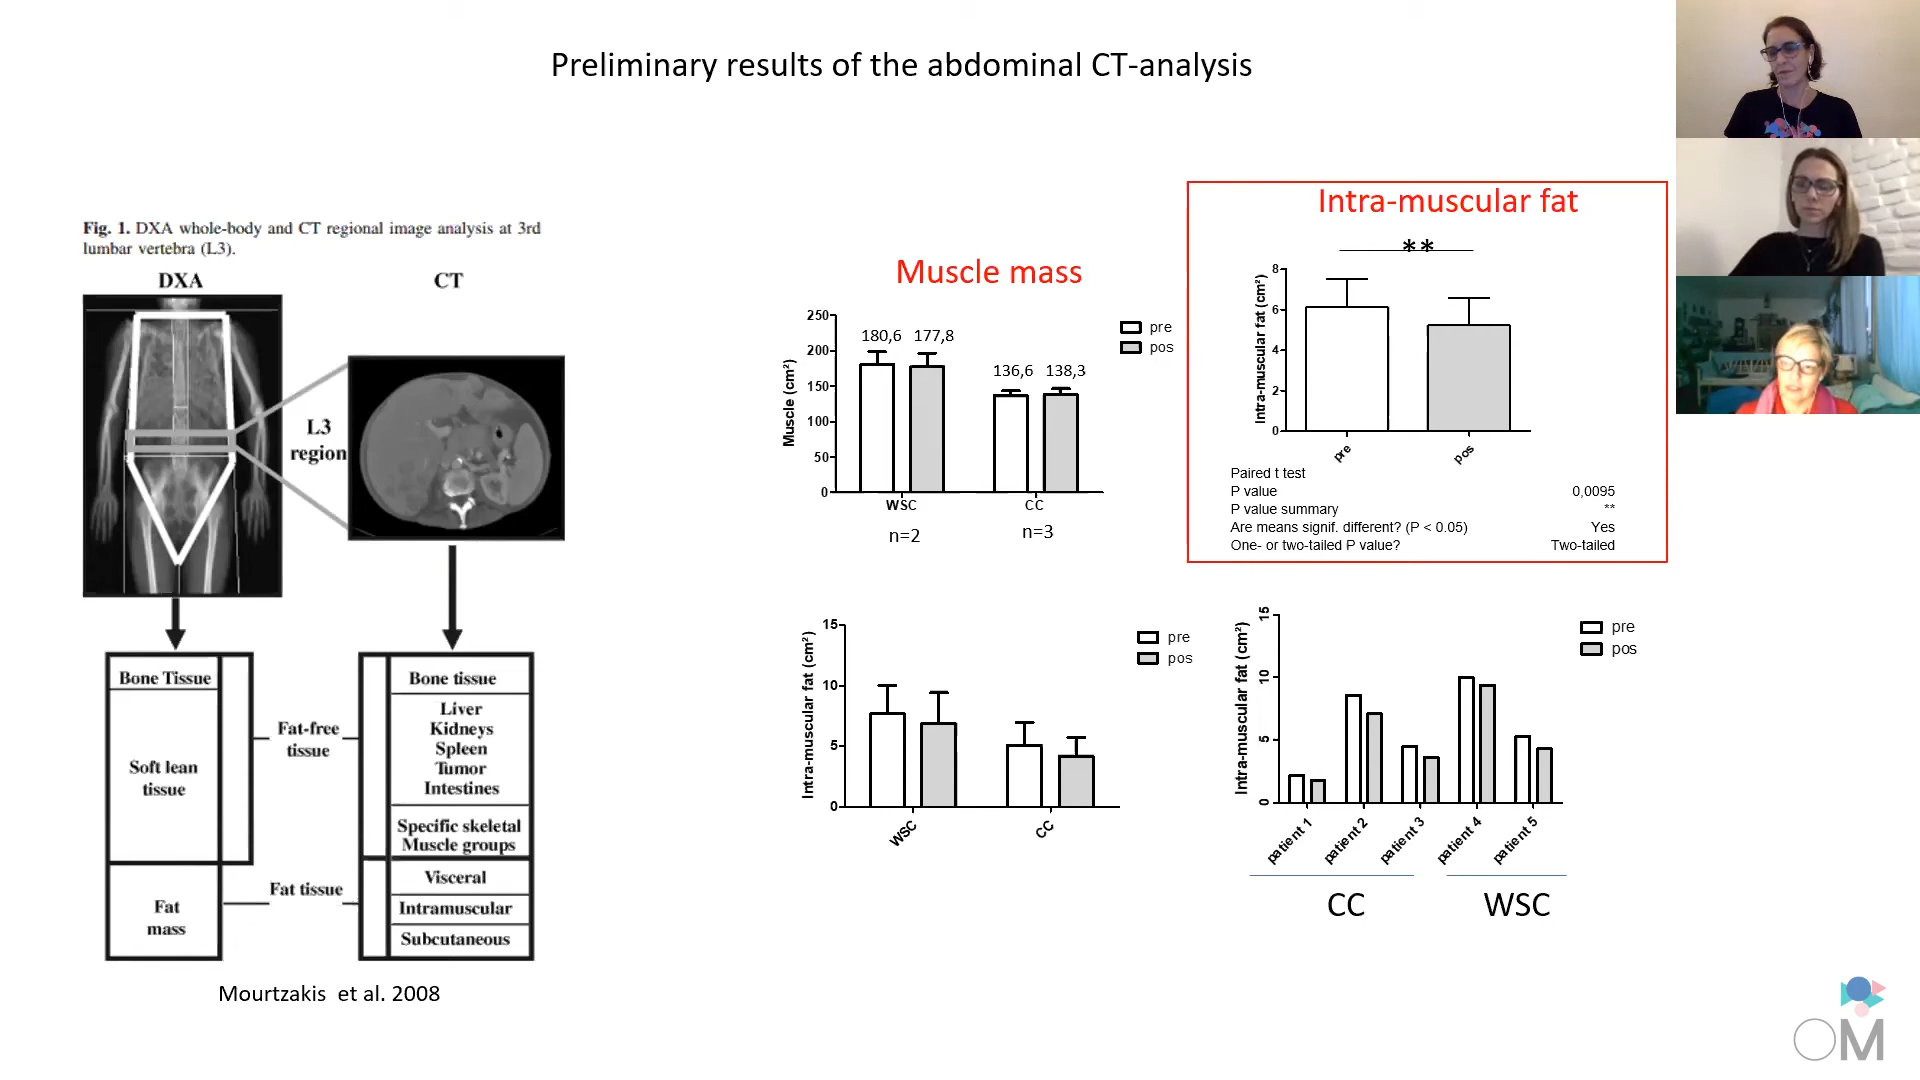 Preliminary results of the abdominal CT-analysis
Fig. 1. DXA whole-body and CT regional image analysis at 3rd
lumbar vertebra (L3).
DXA
CT
L3
region
Bone Tissue
Soft lean
tissue
Fat
mass
Fat-free
tissue
Fat tissue
Bone tissue
Liver
Kidneys
Spleen
Tumor
Intestines
Specific skeletal
Muscle groups
Visceral
Intramuscular
Subcutaneous
Mourtzakis et al. 2008
Muscle mass
Muscle (cm²)
250
200
150
100
50
0
180,6 177,8
136,6 138,3
pre
pos
WSC
CC
n=2
n=3
Intra-muscular fat
**
Intra-muscular fat (cm²)
8
6
4
2
0
pre
pos
Paired t test
P value 0,0095
P value summary **
Are means signif. different? (P < 0.05) Yes
One- or two-tailed P value? Two-tailed
Intra-muscular fat (cm²)
15
10
5
0
pre
pos
WSC
CC
Intra-muscular fat (cm²)
15
10
5
0
pre
pos
patient 1
patient 2
patient 3
patient 4
patient 5
CC
WSC
OM